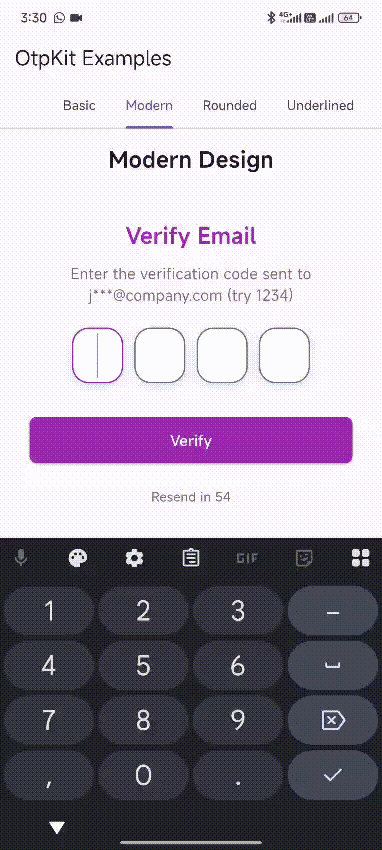 3:30 4G+ 64
OtpKit Examples
Basic Modern Rounded Underlined
Modern Design
Verify Email
Enter the verification code sent to
j***@company.com (try 1234)
Verify
Resend in 54
GIF
1 2 3 –
4 5 6
7 8 9
, 0 .